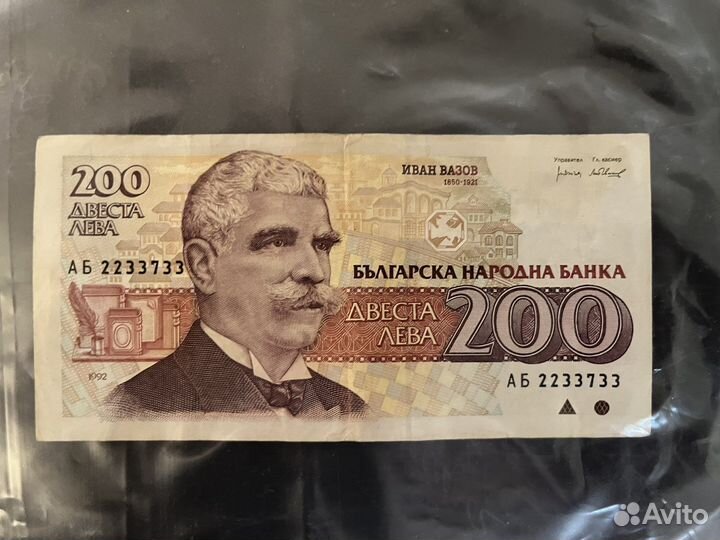 200
ДВЕСТА
ЛЕВА
АБ 2233733
1992
ИВАН ВАЗОВ
1850-1921
Управител Гл. касиер
БЪЛГАРСКА НАРОДНА БАНКА
ДВЕСТА
ЛЕВА
200
АБ 2233733
Avito